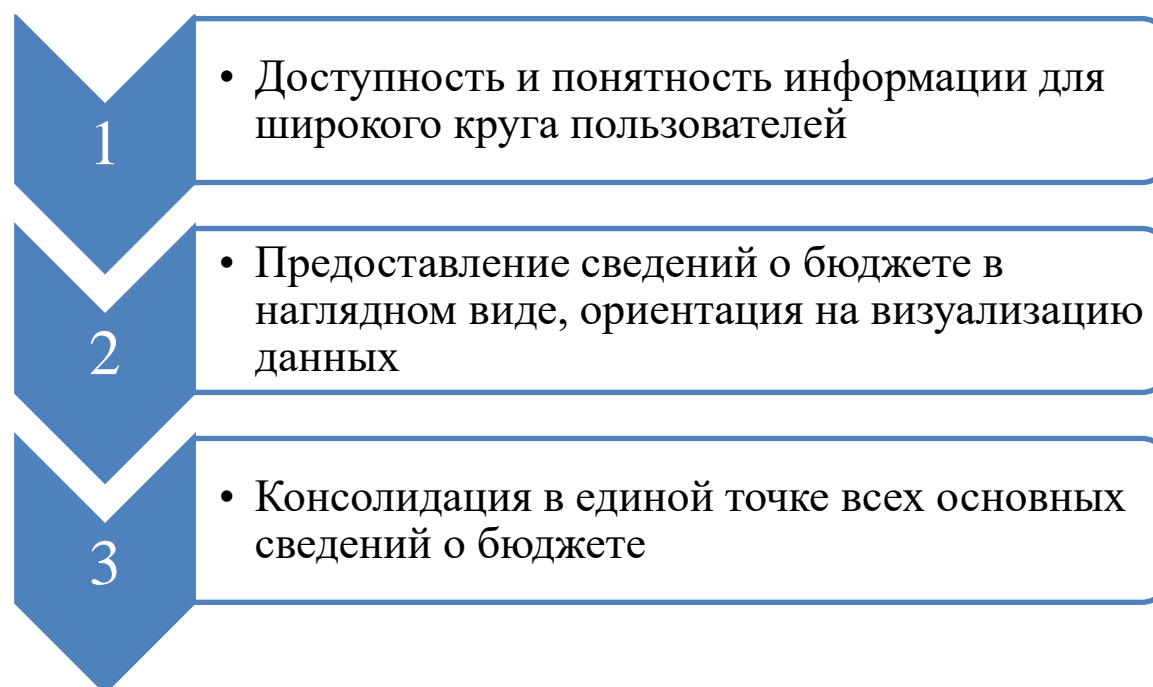 1
• Доступность и понятность информации для
широкого круга пользователей
2
• Предоставление сведений о бюджете в
наглядном виде, ориентация на визуализацию
данных
3
• Консолидация в единой точке всех основных
сведений о бюджете